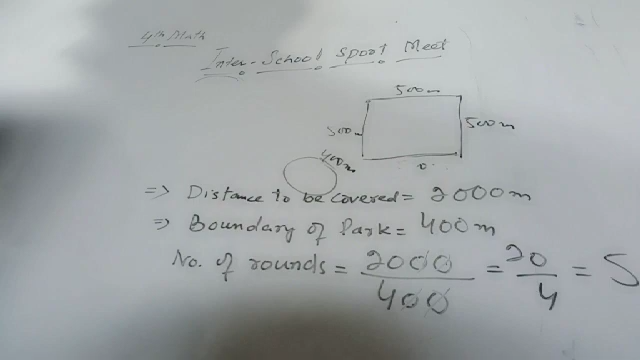 4th Math
Inter-School Sport Meet
500m
500m
500m
400m
0
=> Distance to be covered = 2000m
=> Boundary of Park = 400m
No. of rounds = 2000/400 = 20/4 = 5